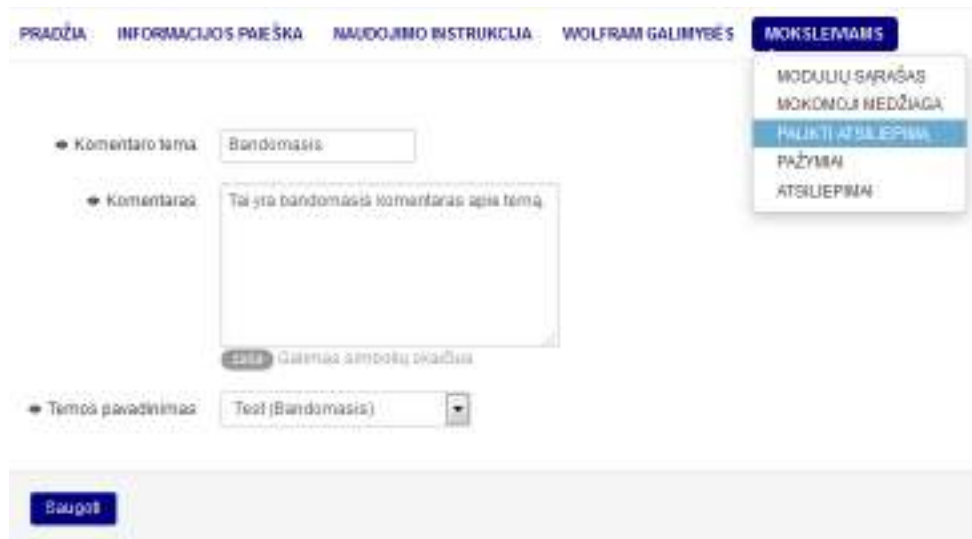 PRADŽIA INFORMACIJOS PAIEŠKA NAUDOJIMO INSTRUKCIJA WOLFRAM GALIMYBĖS MOKSLEIVIAMS
MODULIŲ SĄRAŠAS
MOKOMOJI MEDŽIAGA
PALIKTI ATSILIEPIMĄ
PAŽYMIAI
ATSILIEPIMAI
Komentaro tema Bandomasis
Komentaras Tai yra bandomasis komentaras apie temą
Galimas simbolių skaičius
Temos pavadinimas Test (Bandomasis)
Saugoti